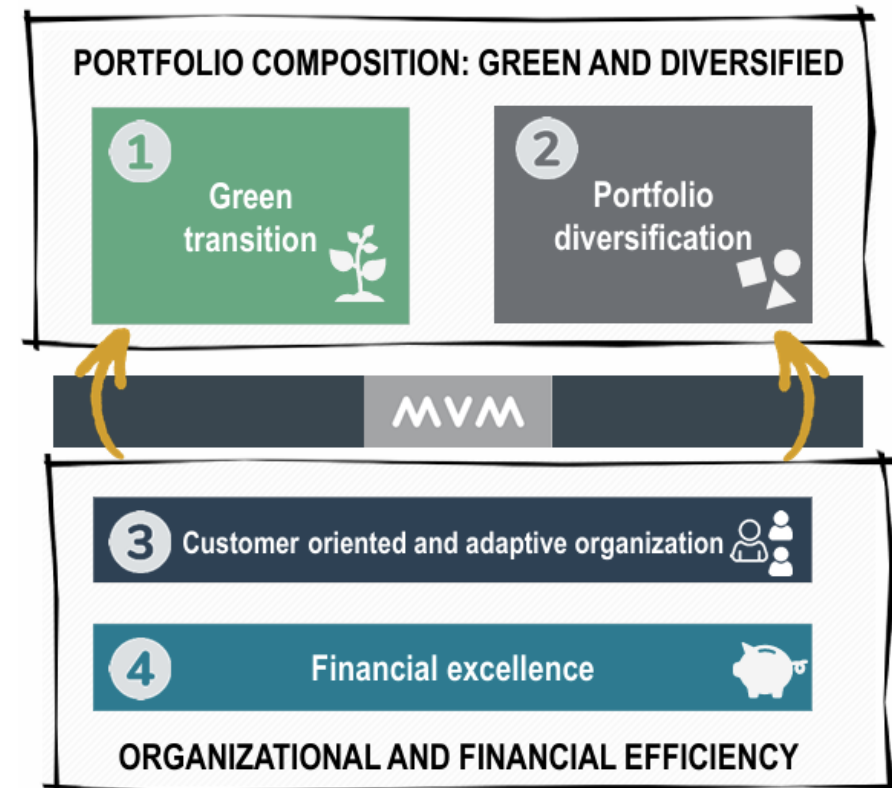 PORTFOLIO COMPOSITION: GREEN AND DIVERSIFIED
1
Green
transition
2
Portfolio
diversification
MVM
3 Customer oriented and adaptive organization
4 Financial excellence
ORGANIZATIONAL AND FINANCIAL EFFICIENCY